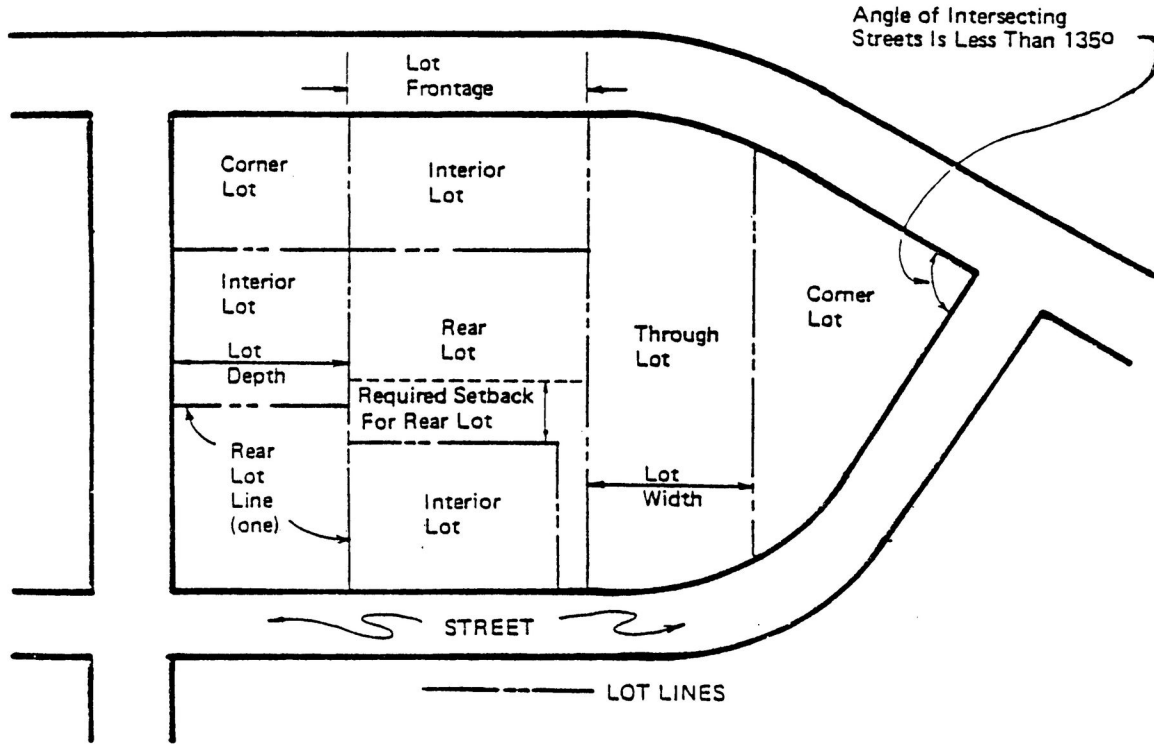 Angle of Intersecting
Streets Is Less Than 135º
Lot
Frontage
Corner
Lot
Interior
Lot
Interior
Lot
Lot
Depth
Rear
Lot
Required Setback
For Rear Lot
Through
Lot
Corner
Lot
Rear
Lot
Line
(one)
Interior
Lot
Lot
Width
STREET
LOT LINES